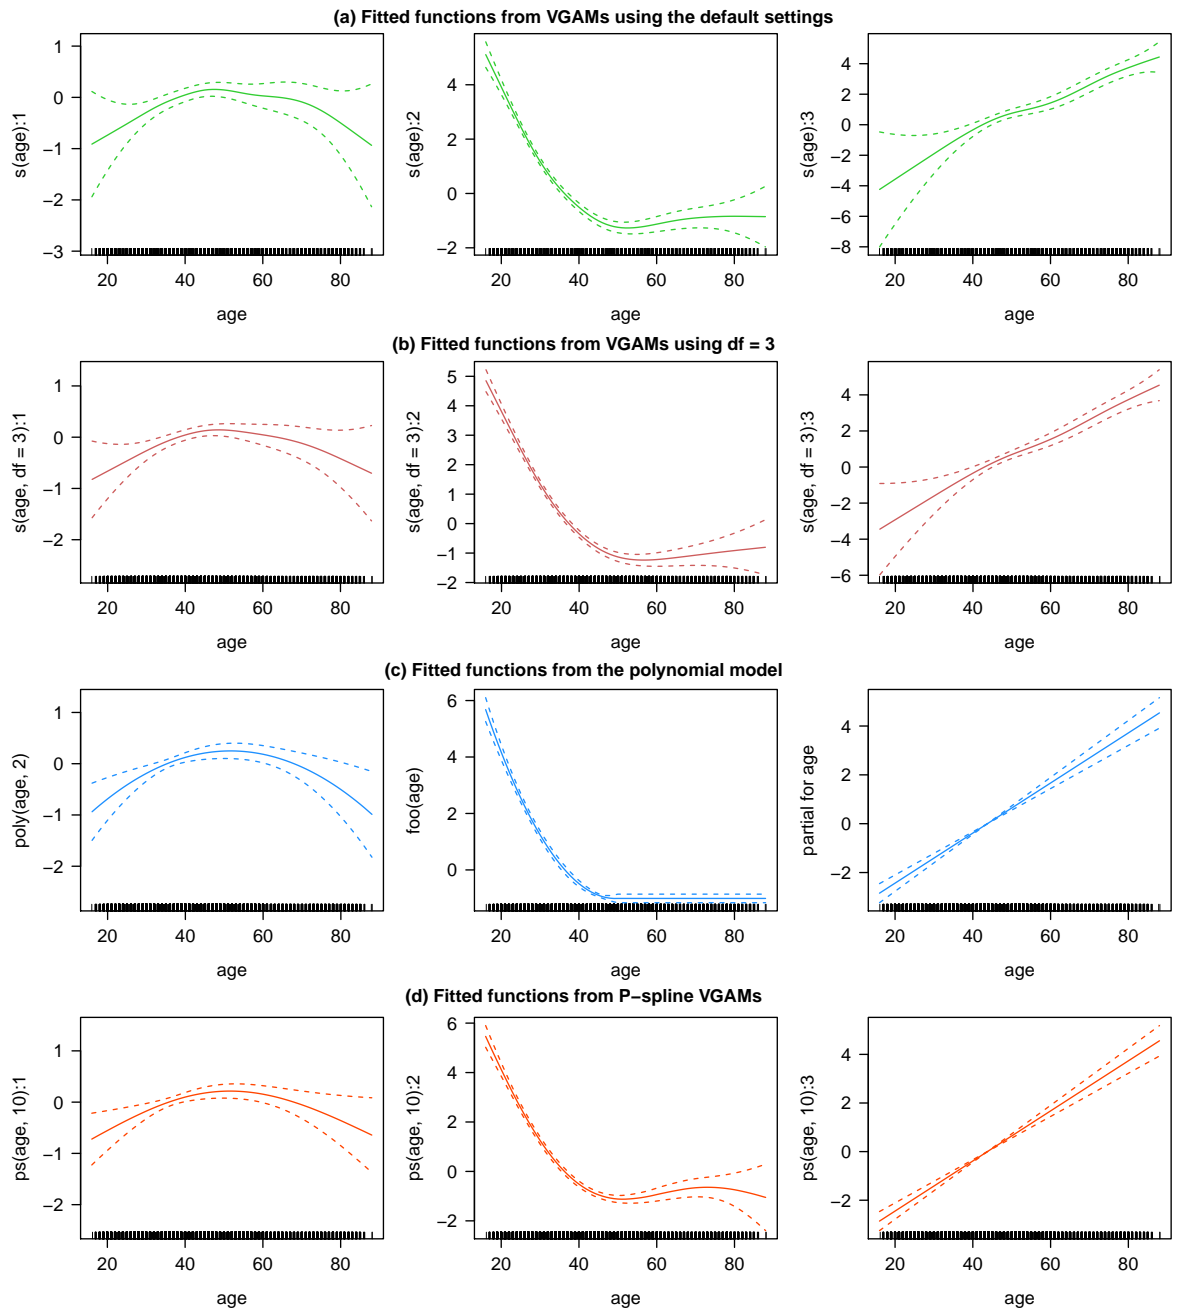 (a) Fitted functions from VGAMs using the default settings
s(age):1
1
0
−1
−2
−3
20 40 60 80
age
s(age):2
4
2
0
−2
20 40 60 80
age
s(age):3
4
2
0
−2
−4
−6
−8
20 40 60 80
age
(b) Fitted functions from VGAMs using df = 3
s(age, df = 3):1
1
0
−1
−2
20 40 60 80
age
s(age, df = 3):2
5
4
3
2
1
0
−1
−2
20 40 60 80
age
s(age, df = 3):3
4
2
0
−2
−4
−6
20 40 60 80
age
(c) Fitted functions from the polynomial model
poly(age, 2)
1
0
−1
−2
20 40 60 80
age
foo(age)
6
4
2
0
20 40 60 80
age
partial for age
4
2
0
−2
20 40 60 80
age
(d) Fitted functions from P−spline VGAMs
ps(age, 10):1
1
0
−1
−2
20 40 60 80
age
ps(age, 10):2
6
4
2
0
−2
20 40 60 80
age
ps(age, 10):3
4
2
0
−2
20 40 60 80
age